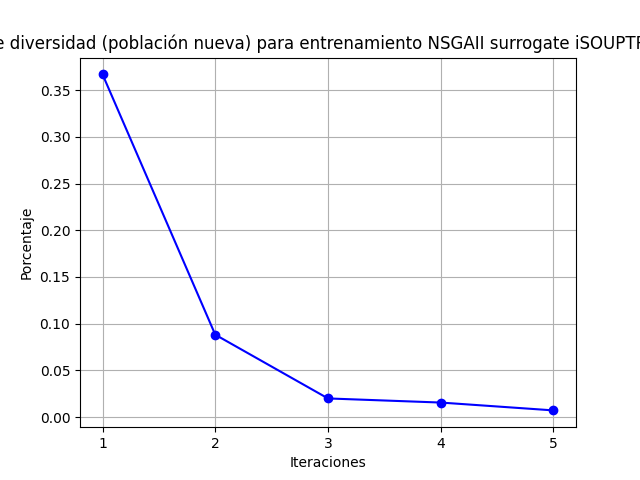 e diversidad (población nueva) para entrenamiento NSGAII surrogate iSOUPTR
Porcentaje
0.35
0.30
0.25
0.20
0.15
0.10
0.05
0.00
1 2 3 4 5
Iteraciones